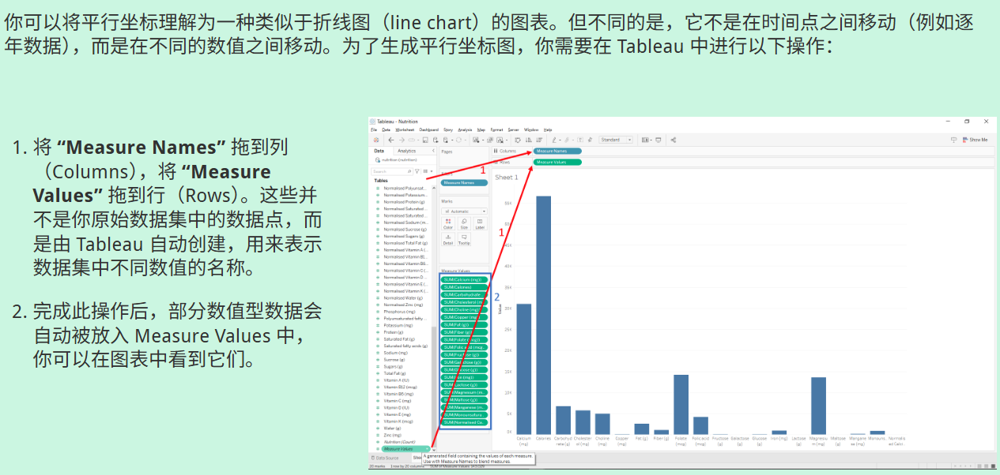 你可以将平行坐标理解为一种类似于折线图（line chart）的图表。但不同的是，它不是在时间点之间移动（例如逐
年数据），而是在不同的数值之间移动。为了生成平行坐标图，你需要在 Tableau 中进行以下操作：
1. 将 “Measure Names” 拖到列
（Columns），将 “Measure
Values” 拖到行（Rows）。这些并
不是你原始数据集中的数据点，而
是由 Tableau 自动创建，用来表示
数据集中不同数值的名称。
2. 完成此操作后，部分数值型数据会
自动被放入 Measure Values 中，
你可以在图表中看到它们。
Tableau - Nutrition
File Data Worksheet Dashboard Story Analysis Map Format Server Window Help
Standard
Show Me
Data Analytics
Pages
Columns
Measure Names
nutrition (nutrition)
Rows
Measure Values
Search
1
Tables
Measure Names
Sheet 1
Normalised Polyunsat...
Normalised Potassium...
Normalised Protein (g)
Normalised Saturated ...
Normalised Saturated ...
Normalised Sodium (m...
Normalised Sucrose (g)
Normalised Sugars (g)
Normalised Total Fat (g)
Normalised Vitamin A (...
Normalised Vitamin B1...
Normalised Vitamin B6...
Normalised Vitamin C (...
Normalised Vitamin D ...
Normalised Vitamin E (...
Normalised Vitamin K (...
Normalised Water (g)
Normalised Zinc (mg)
Phosphorus (mg)
Polyunsaturated fatty...
Potassium (mg)
Protein (g)
Saturated Fat (g)
Saturated fatty acids (g)
Sodium (mg)
Sucrose (g)
Sugars (g)
Total Fat (g)
Vitamin A (IU)
Vitamin B12 (mcg)
Vitamin B6 (mg)
Vitamin C (mg)
Vitamin D (IU)
Vitamin E (mg)
Vitamin K (mcg)
Water (g)
Zinc (mg)
Nutrition (Count)
Measure Values
Marks
Automatic
Color Size Label
Detail Tooltip
Measure Values
SUM(Calcium (mg))
SUM(Calories)
SUM(Carbohydrate
SUM(Cholesterol (m
SUM(Choline (mg))
SUM(Copper (mg
SUM(Fat (g))
SUM(Fiber (g))
SUM(Folate (mcg))
SUM(Folic acid (mcg..
SUM(Fructose (g))
SUM(Galactose (g))
SUM(Glucose (g))
SUM(Iron (mg))
SUM(Lactose (g))
SUM(Magnesium (m..
SUM(Maltose (g))
SUM(Manganese (m..
SUM(Monounsatura..
SUM(Normalised Ca..
1
2
Value
55K
50K
45K
40K
35K
30K
25K
20K
15K
10K
5K
0K
Calcium (mg)
Calories
Carbohydrate (g)
Cholesterol (mg)
Choline (mg)
Copper (mg)
Fat (g)
Fiber (g)
Folate (mcg)
Folic acid (mcg)
Fructose (g)
Galactose (g)
Glucose (g)
Iron (mg)
Lactose (g)
Magnesium (mg)
Maltose (g)
Manganese (mg)
Monouns..
Normalised Calci..
A generated field containing the values of each measure.
Use with Measure Names to blend measures.
Data Source
20 marks 1 row by 20 columns